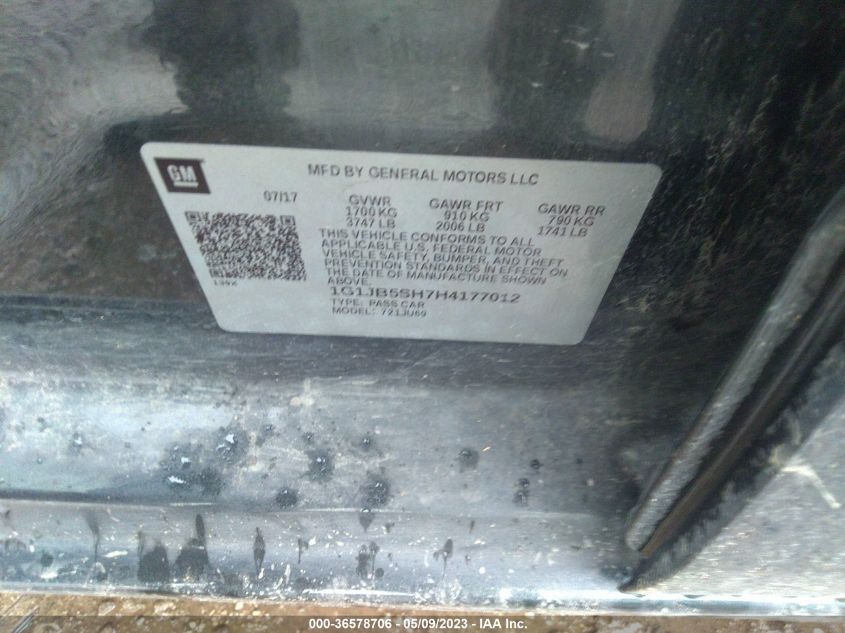 GM
MFD BY GENERAL MOTORS LLC
07/17
GVWR GAWR FRT GAWR RR
1700 KG 910 KG 790 KG
3747 LB 2006 LB 1741 LB
THIS VEHICLE CONFORMS TO ALL
APPLICABLE U.S. FEDERAL MOTOR
VEHICLE SAFETY, BUMPER, AND THEFT
PREVENTION STANDARDS IN EFFECT ON
THE DATE OF MANUFACTURE SHOWN
ABOVE.
139X
1G1JB5SH7H4177012
TYPE: PASS CAR
MODEL: 721JU69
000-36578706 - 05/09/2023 - IAA Inc.